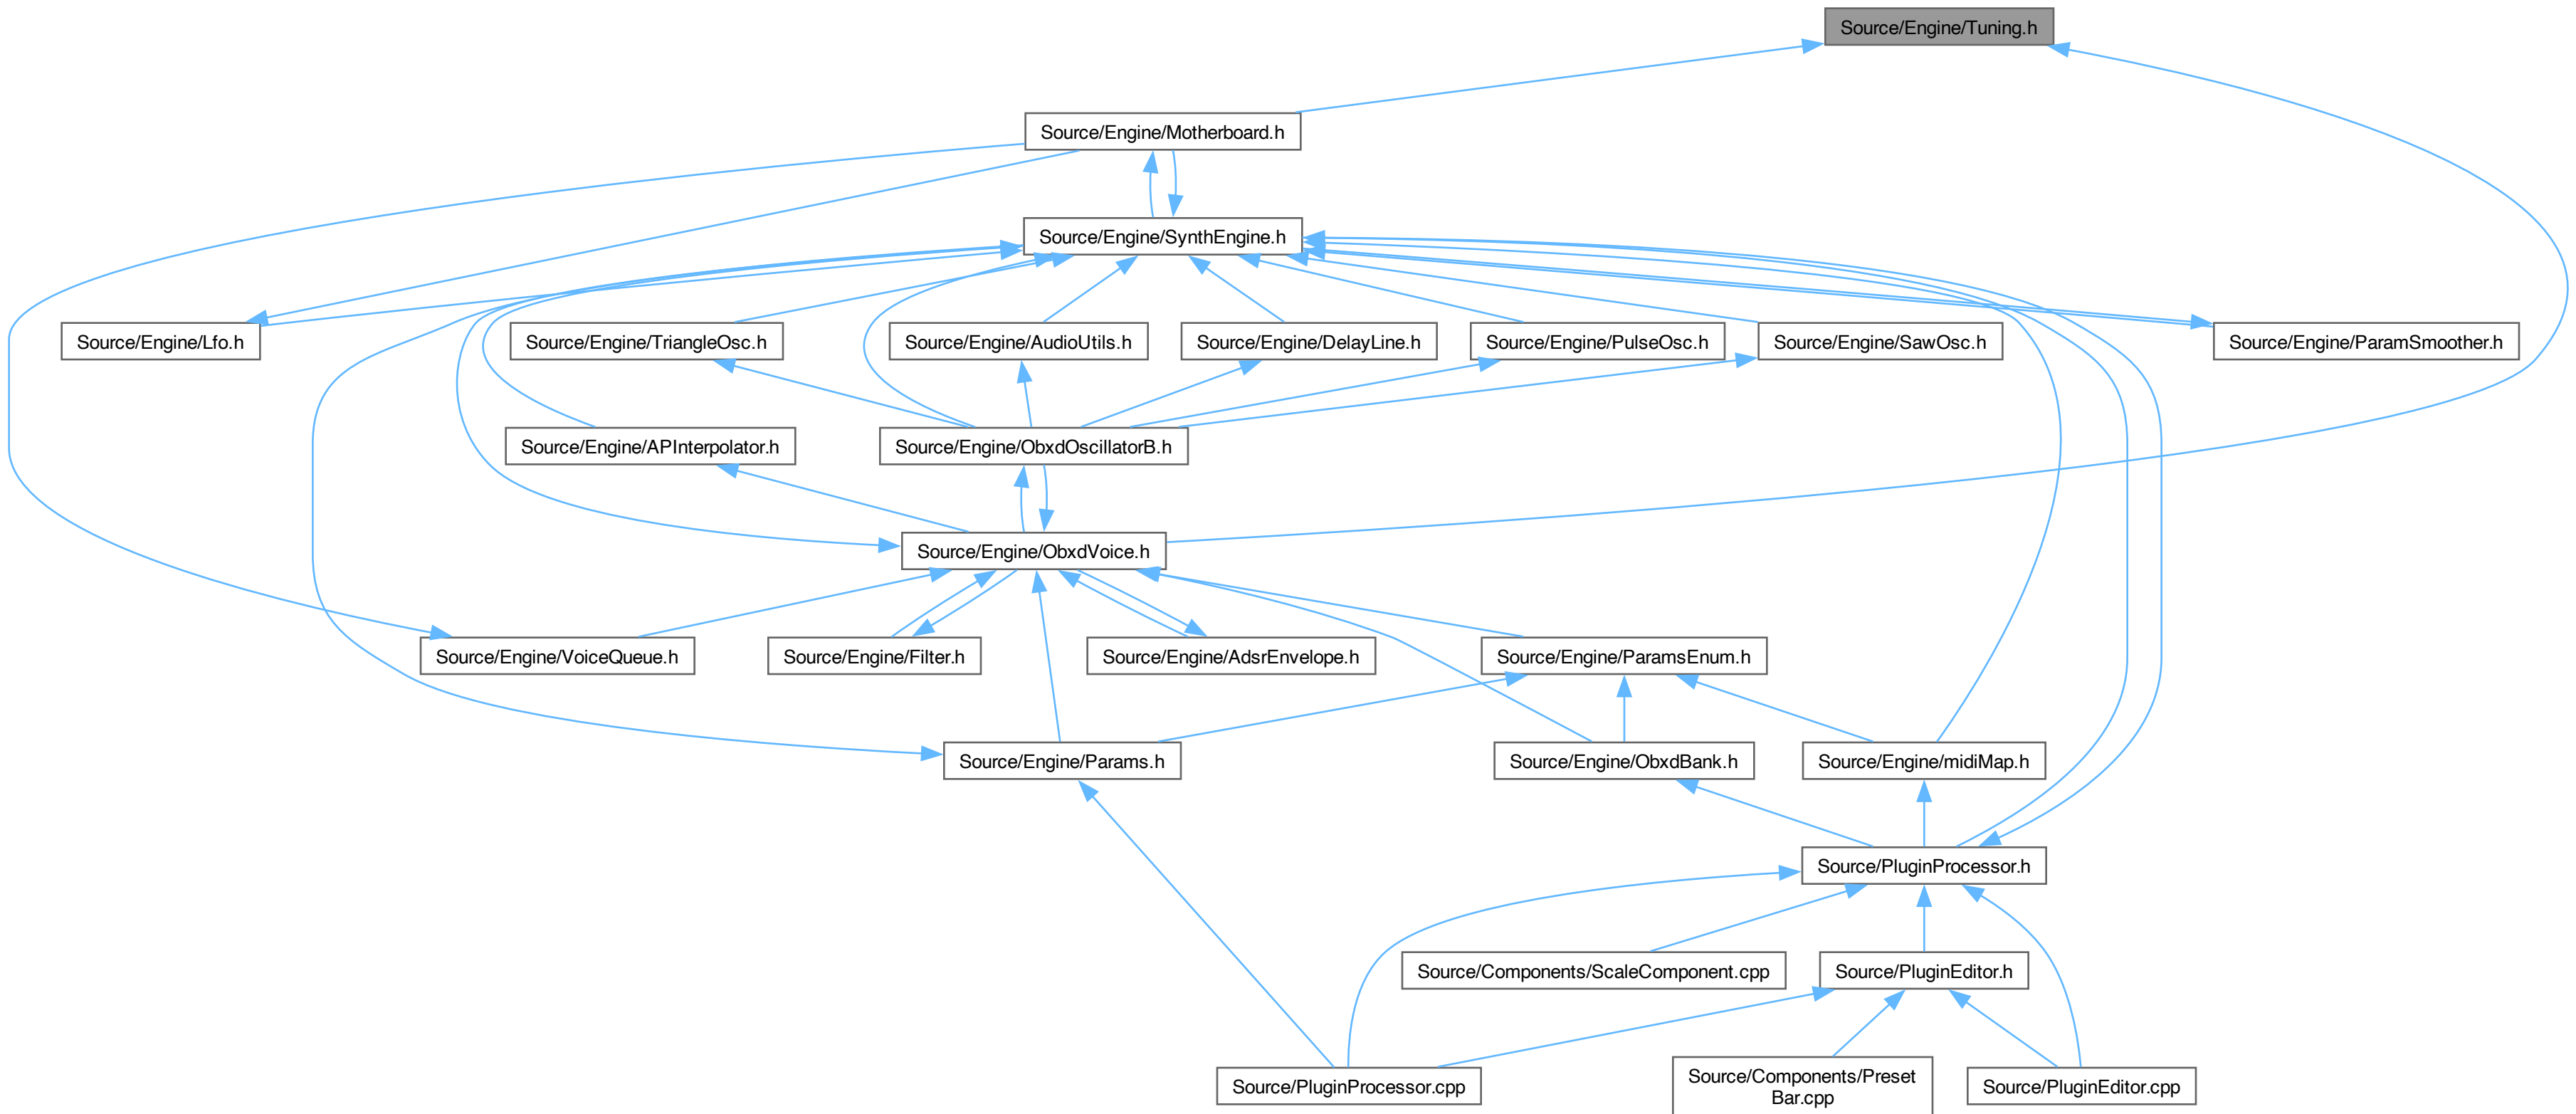 Source/Engine/Tuning.h
Source/Engine/Motherboard.h
Source/Engine/SynthEngine.h
Source/Engine/Lfo.h
Source/Engine/TriangleOsc.h
Source/Engine/AudioUtils.h
Source/Engine/DelayLine.h
Source/Engine/PulseOsc.h
Source/Engine/SawOsc.h
Source/Engine/ParamSmoother.h
Source/Engine/APInterpolator.h
Source/Engine/ObxdOscillatorB.h
Source/Engine/ObxdVoice.h
Source/Engine/VoiceQueue.h
Source/Engine/Filter.h
Source/Engine/AdsrEnvelope.h
Source/Engine/ParamsEnum.h
Source/Engine/Params.h
Source/Engine/ObxdBank.h
Source/Engine/midiMap.h
Source/PluginProcessor.h
Source/Components/ScaleComponent.cpp
Source/PluginEditor.h
Source/PluginProcessor.cpp
Source/Components/Preset
Bar.cpp
Source/PluginEditor.cpp